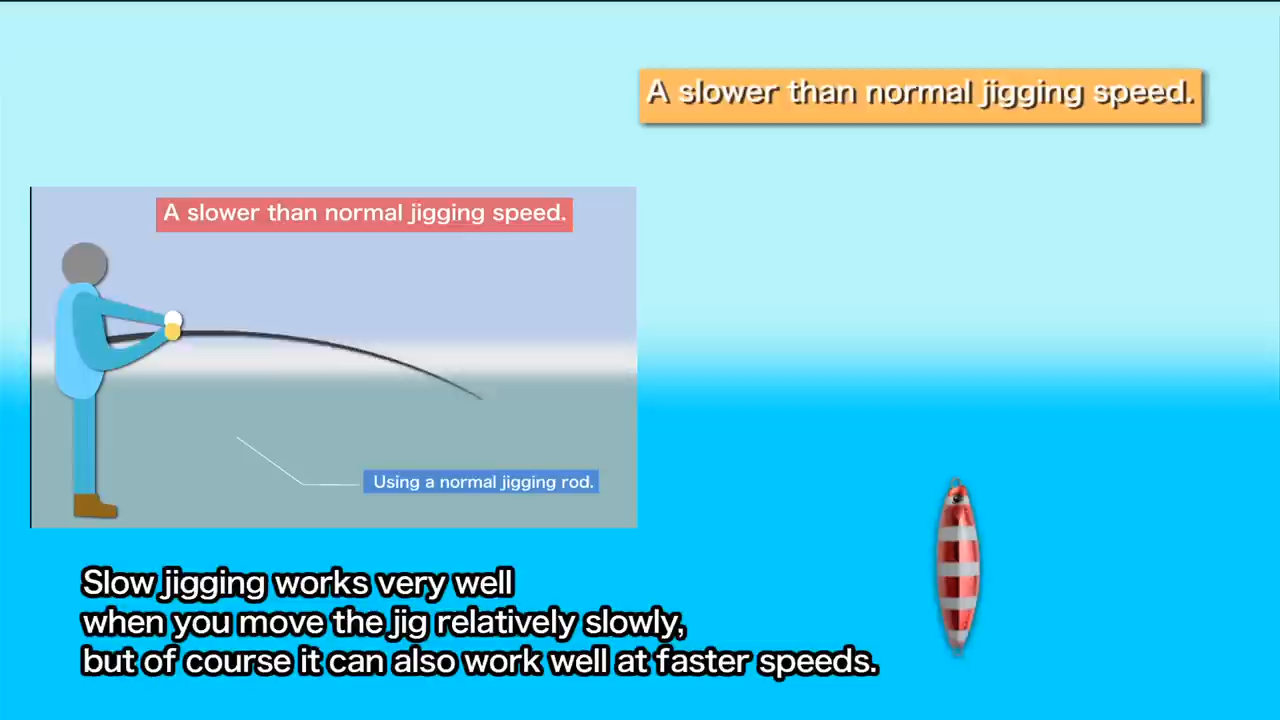 A slower than normal jigging speed.
A slower than normal jigging speed.
Using a normal jigging rod.
Slow jigging works very well
when you move the jig relatively slowly,
but of course it can also work well at faster speeds.